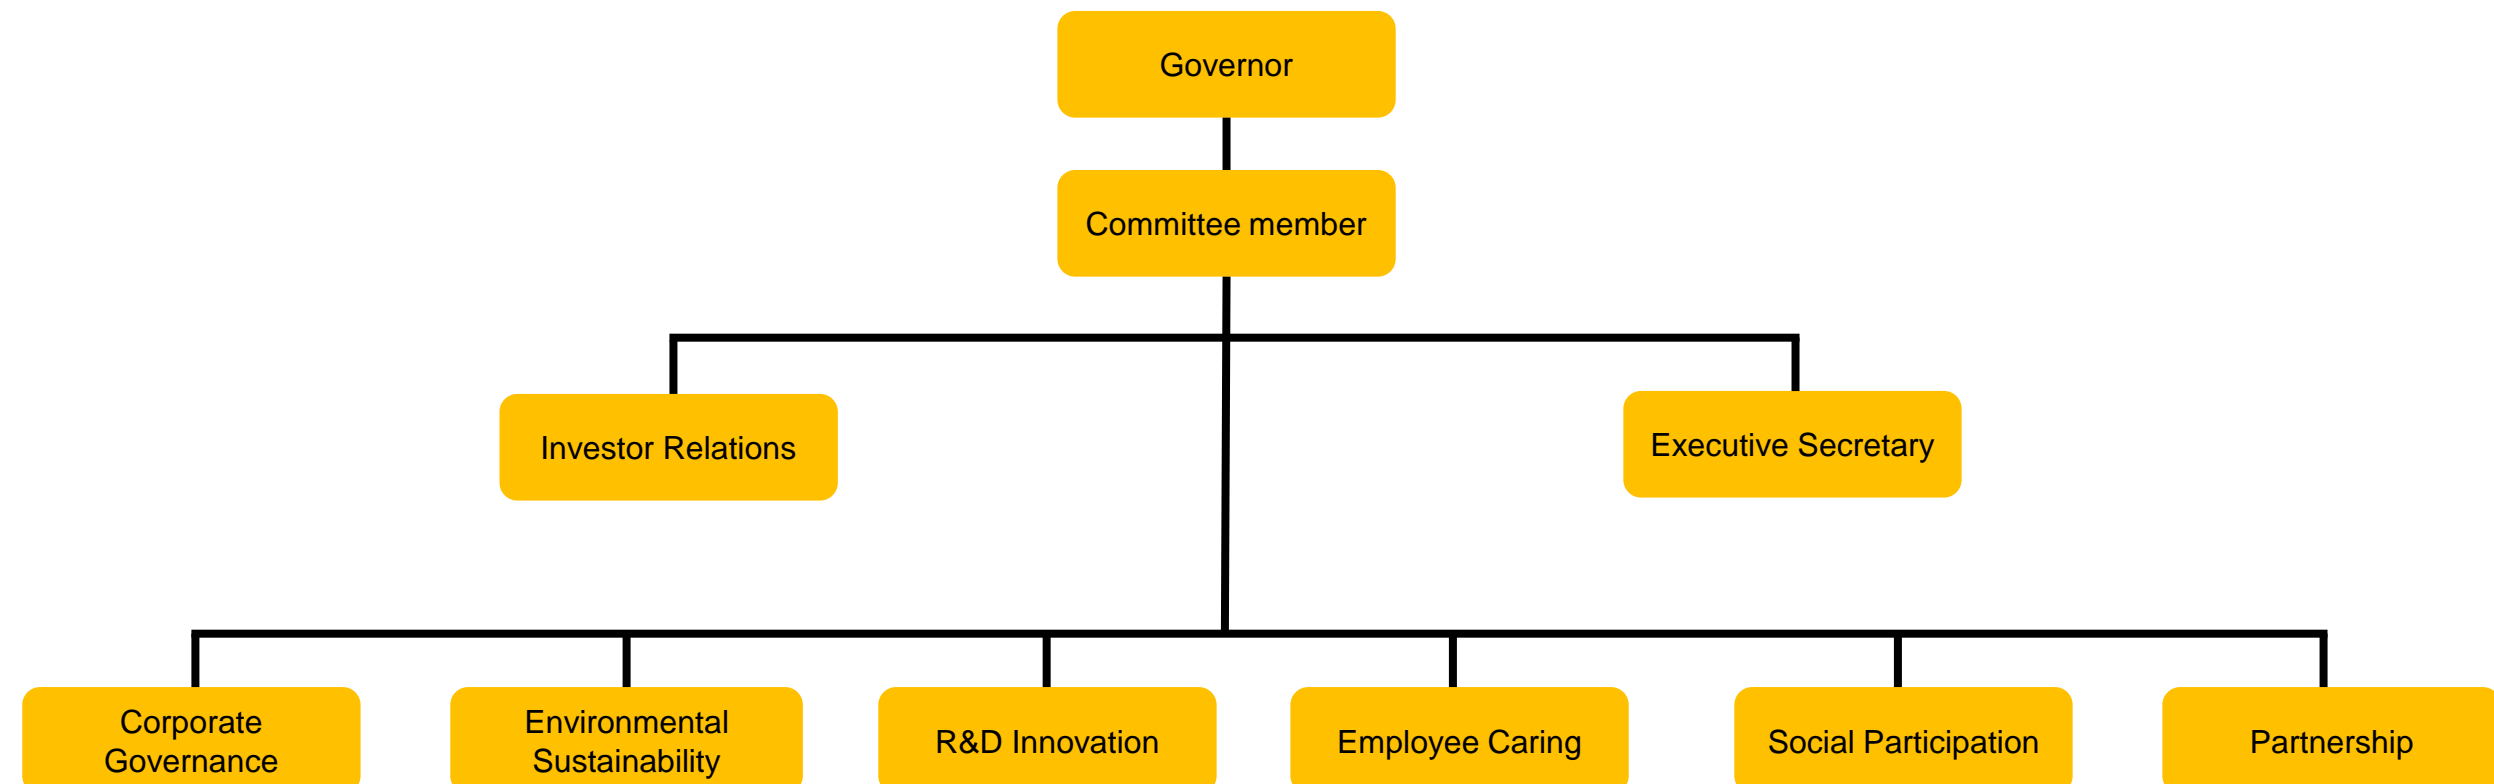 Governor
Committee member
Investor Relations
Executive Secretary
Corporate
Governance
Environmental
Sustainability
R&D Innovation
Employee Caring
Social Participation
Partnership